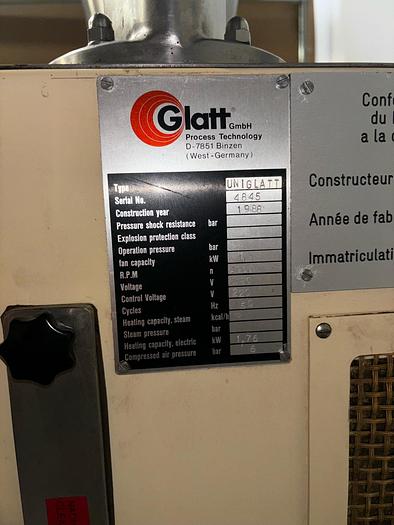 Glatt® GmbH
Process Technology
D-7851 Binzen
(West-Germany)
Type UNIGLATT
Serial No. 4845
Construction year 1988
Pressure shock resistance bar
Explosion protection class
Operation pressure bar
fan capacity kW
R.P.M n
Voltage V
Control Voltage V
Cycles Hz
Heating capacity, steam kcal/h
Steam pressure bar
Heating capacity, electric kW
Compressed air pressure bar 6
Conf
du
a la
Constructeur
Année de fab
Immatriculati